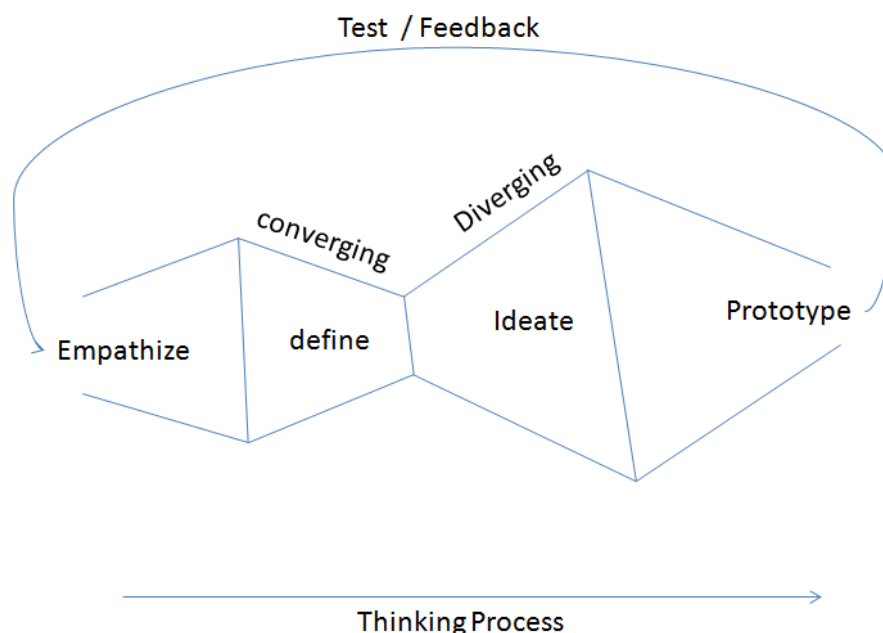 Test / Feedback
converging
Diverging
Empathize
define
Ideate
Prototype
Thinking Process